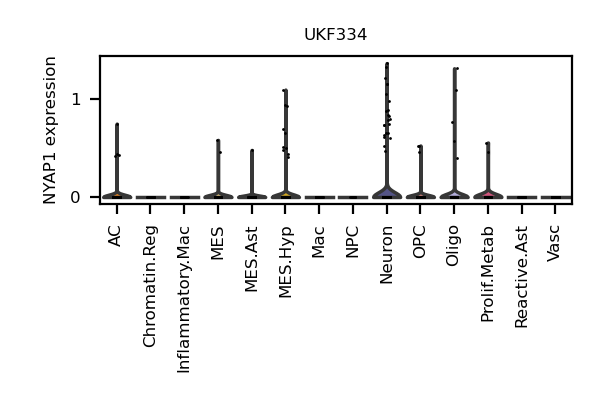 UKF334
NYAP1 expression
1
0
AC
Chromatin.Reg
Inflammatory.Mac
MES
MES.Ast
MES.Hyp
Mac
NPC
Neuron
OPC
Oligo
Prolif.Metab
Reactive.Ast
Vasc